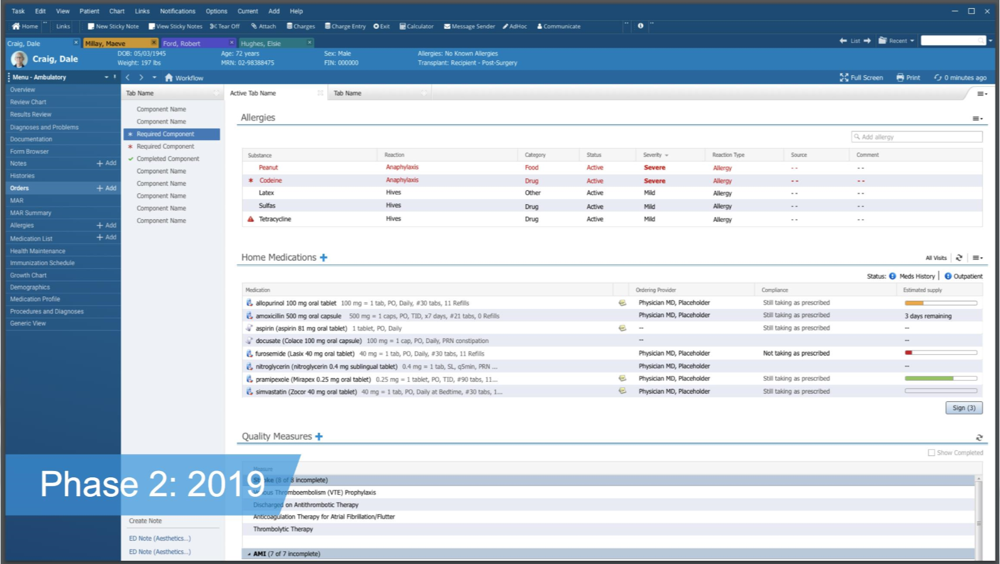 Task Edit View Patient Chart Links Notifications Options Current Add Help
Home Links New Sticky Note View Sticky Notes Tear Off Attach Charges Charge Entry Exit Calculator Message Sender AdHoc Communicate
Craig, Dale Millay, Maeve Ford, Robert Hughes, Elsie List Recent
Craig, Dale
DOB: 05/03/1945 Age: 72 years Sex: Male Allergies: No Known Allergies
Weight: 197 lbs MRN: 02-98388475 FIN: 000000 Transplant: Recipient - Post-Surgery
Menu - Ambulatory Workflow Full Screen Print 0 minutes ago
Overview
Review Chart
Results Review
Diagnoses and Problems
Documentation
Form Browser
Notes + Add
Histories
Orders + Add
MAR
MAR Summary
Allergies + Add
Medication List + Add
Health Maintenance
Immunization Schedule
Growth Chart
Demographics
Medication Profile
Procedures and Diagnoses
Generic View
Tab Name Active Tab Name Tab Name
Component Name
Component Name
* Required Component
* Required Component
Completed Component
Component Name
Component Name
Component Name
Component Name
Component Name
Allergies
Add allergy
Substance Reaction Category Status Severity Reaction Type Source Comment
Peanut Anaphylaxis Food Active Severe Allergy -- --
* Codeine Anaphylaxis Drug Active Severe Allergy -- --
Latex Hives Other Active Mild Allergy -- --
Sulfas Hives Drug Active Mild Allergy -- --
Tetracycline Hives Drug Active Mild Allergy -- --
Home Medications +
All Visits
Status: Meds History Outpatient
Medication Ordering Provider Compliance Estimated supply
allopurinol 100 mg oral tablet 100 mg = 1 tab, PO, Daily, #30 tabs, 11 Refills Physician MD, Placeholder Still taking as prescribed
amoxicillin 500 mg oral capsule 500 mg = 1 caps, PO, TID, x7 days, #21 tabs, 0 Refills Physician MD, Placeholder Still taking as prescribed 3 days remaining
aspirin (aspirin 81 mg oral tablet) 1 tablet, PO, Daily -- Still taking as prescribed --
docusate (Colace 100 mg oral capsule) 100 mg = 1 cap, PO, Daily, PRN constipation -- --
furosemide (Lasix 40 mg oral tablet) 40 mg = 1 tab, PO, Daily, #30 tabs, 11 Refills Physician MD, Placeholder Not taking as prescribed
nitroglycerin (nitroglycerin 0.4 mg sublingual tablet) 0.4 mg = 1 tab, SL, q5min, PRN ... Physician MD, Placeholder --
pramipexole (Mirapex 0.25 mg oral tablet) 0.25 mg = 1 tablet, PO, TID, #90 tabs, 11... Physician MD, Placeholder Still taking as prescribed
simvastatin (Zocor 40 mg oral tablet) 40 mg = 1 tab, PO, Daily at Bedtime, #30 tabs, 1... Physician MD, Placeholder Still taking as prescribed
Sign (3)
Quality Measures +
Show Completed
Measure
Stroke (8 of 8 incomplete)
Venous Thromboembolism (VTE) Prophylaxis
Discharged on Antithrombotic Therapy
Anticoagulation Therapy for Atrial Fibrillation/Flutter
Thrombolytic Therapy
AMI (7 of 7 incomplete)
Phase 2: 2019
Create Note
ED Note (Aesthetics...)
ED Note (Aesthetics...)